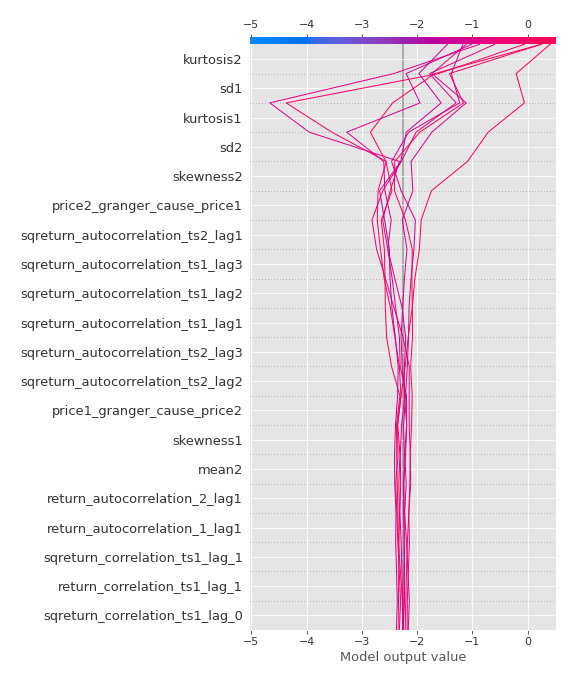 −5 −4 −3 −2 −1 0
kurtosis2
sd1
kurtosis1
sd2
skewness2
price2_granger_cause_price1
sqreturn_autocorrelation_ts2_lag1
sqreturn_autocorrelation_ts1_lag3
sqreturn_autocorrelation_ts1_lag2
sqreturn_autocorrelation_ts1_lag1
sqreturn_autocorrelation_ts2_lag3
sqreturn_autocorrelation_ts2_lag2
price1_granger_cause_price2
skewness1
mean2
return_autocorrelation_2_lag1
return_autocorrelation_1_lag1
sqreturn_correlation_ts1_lag_1
return_correlation_ts1_lag_1
sqreturn_correlation_ts1_lag_0
−5 −4 −3 −2 −1 0
Model output value